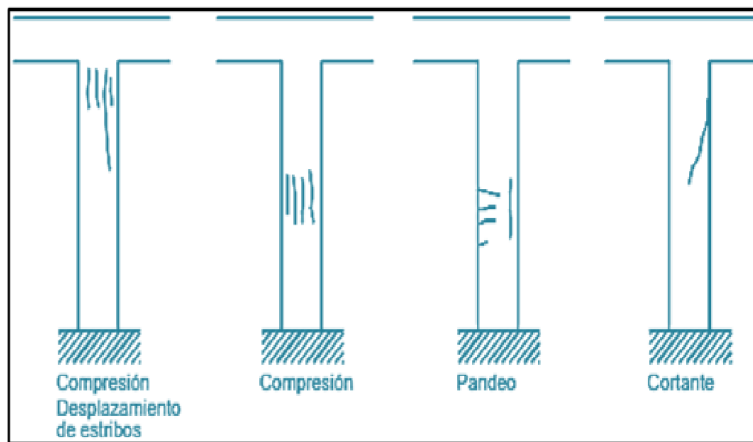 Compresión
Desplazamiento
de estribos
Compresión
Pandeo
Cortante